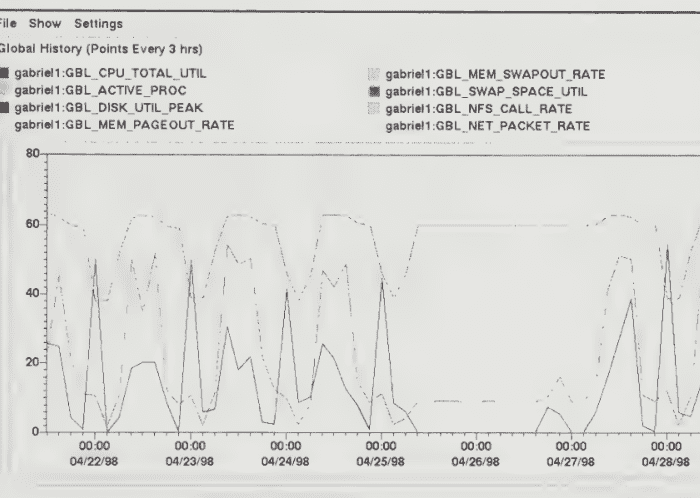 File Show Settings
Global History (Points Every 3 hrs)
gabriel1:GBL_CPU_TOTAL_UTIL
gabriel1:GBL_ACTIVE_PROC
gabriel1:GBL_DISK_UTIL_PEAK
gabriel1:GBL_MEM_PAGEOUT_RATE
gabriel1:GBL_MEM_SWAPOUT_RATE
gabriel1:GBL_SWAP_SPACE_UTIL
gabriel1:GBL_NFS_CALL_RATE
gabriel1:GBL_NET_PACKET_RATE
80
60
40
20
0
00:00 00:00 00:00 00:00 00:00 00:00 00:00
04/22/98 04/23/98 04/24/98 04/25/98 04/26/98 04/27/98 04/28/98